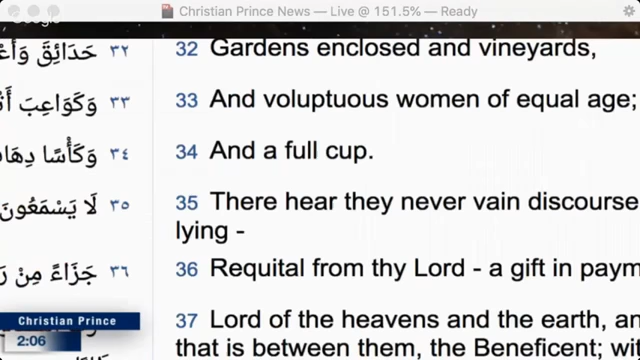 Christian Prince News — Live @ 151.5% — Ready
حَدَائِقَ ٣٢
32 Gardens enclosed and vineyards,
وَكَوَاعِبَ ٣٣
33 And voluptuous women of equal age;
وَكَأْسًا ٣٤
34 And a full cup.
لَا يَسْمَعُونَ ٣٥
35 There hear they never vain discourse
lying -
جَزَاءً مِنْ ٣٦
36 Requital from thy Lord - a gift in
37 Lord of the heavens and the earth,
that is between them, the Beneficent;
Christian Prince
2:06